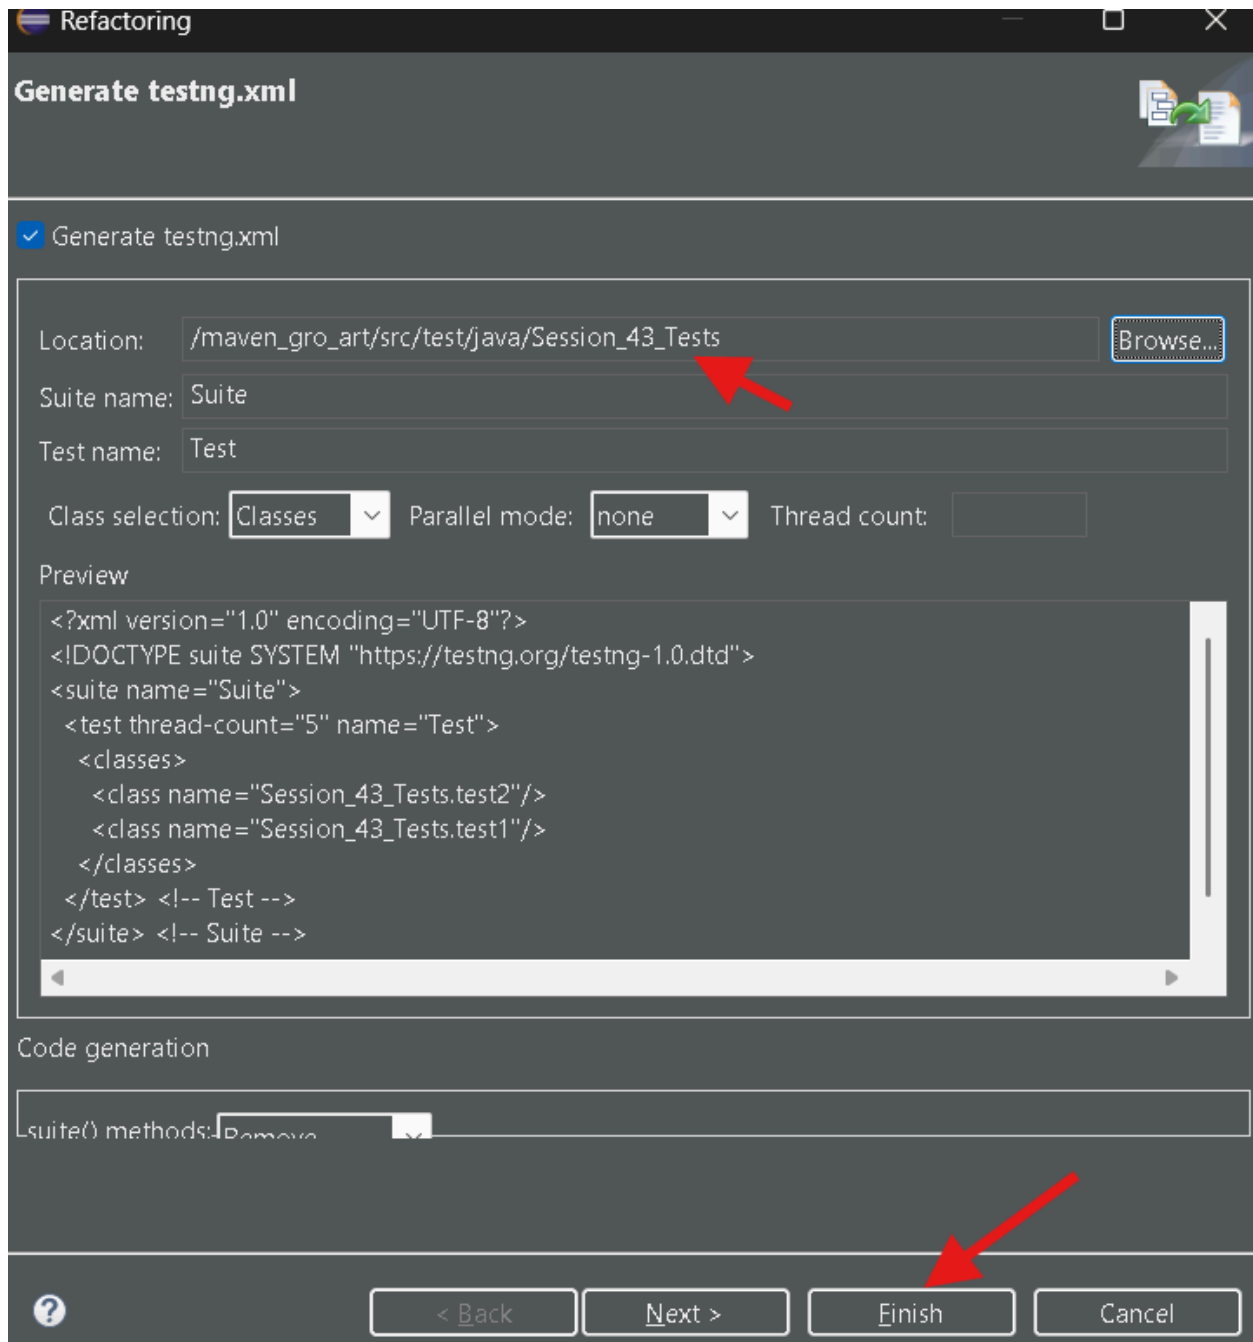 Refactoring
Generate testng.xml
Generate testng.xml
Location: /maven_gro_art/src/test/java/Session_43_Tests Browse...
Suite name: Suite
Test name: Test
Class selection: Classes Parallel mode: none Thread count:
Preview
<?xml version="1.0" encoding="UTF-8"?>
<!DOCTYPE suite SYSTEM "https://testng.org/testng-1.0.dtd">
<suite name="Suite">
<test thread-count="5" name="Test">
<classes>
<class name="Session_43_Tests.test2"/>
<class name="Session_43_Tests.test1"/>
</classes>
</test> <!-- Test -->
</suite> <!-- Suite -->
Code generation
suite() methods: Remove
? < Back Next > Finish Cancel